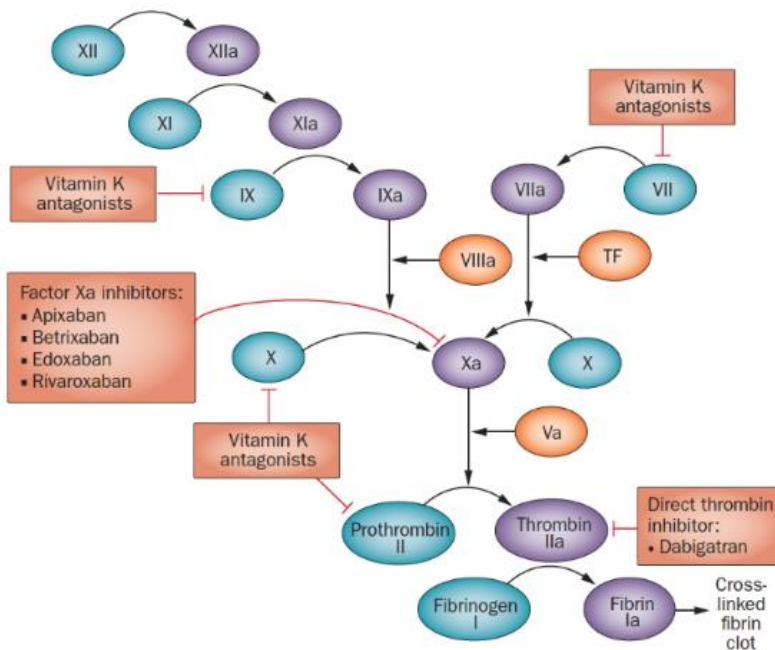 XII
XIIa
XI
XIa
Vitamin K
antagonists
Vitamin K
antagonists
IX
IXa
VIIa
VII
VIIIa
TF
Factor Xa inhibitors:
▪ Apixaban
▪ Betrixaban
▪ Edoxaban
▪ Rivaroxaban
X
Xa
X
Vitamin K
antagonists
Va
Prothrombin
II
Thrombin
IIa
Direct thrombin
inhibitor:
• Dabigatran
Fibrinogen
I
Fibrin
Ia
Cross-
linked
fibrin
clot